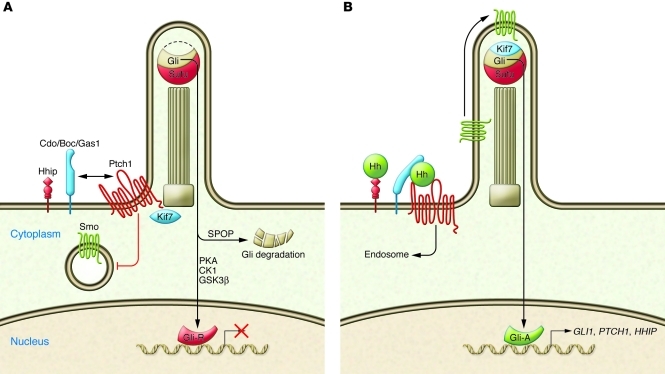 A
Gli
Sufu
Cdo/Boc/Gas1
Ptch1
Hhip
Kif7
Cytoplasm
Smo
SPOP
Gli degradation
PKA
CK1
GSK3β
Nucleus
Gli-R
B
Kif7
Gli
Sufu
Hh
Hh
Endosome
Gli-A
GLI1, PTCH1, HHIP